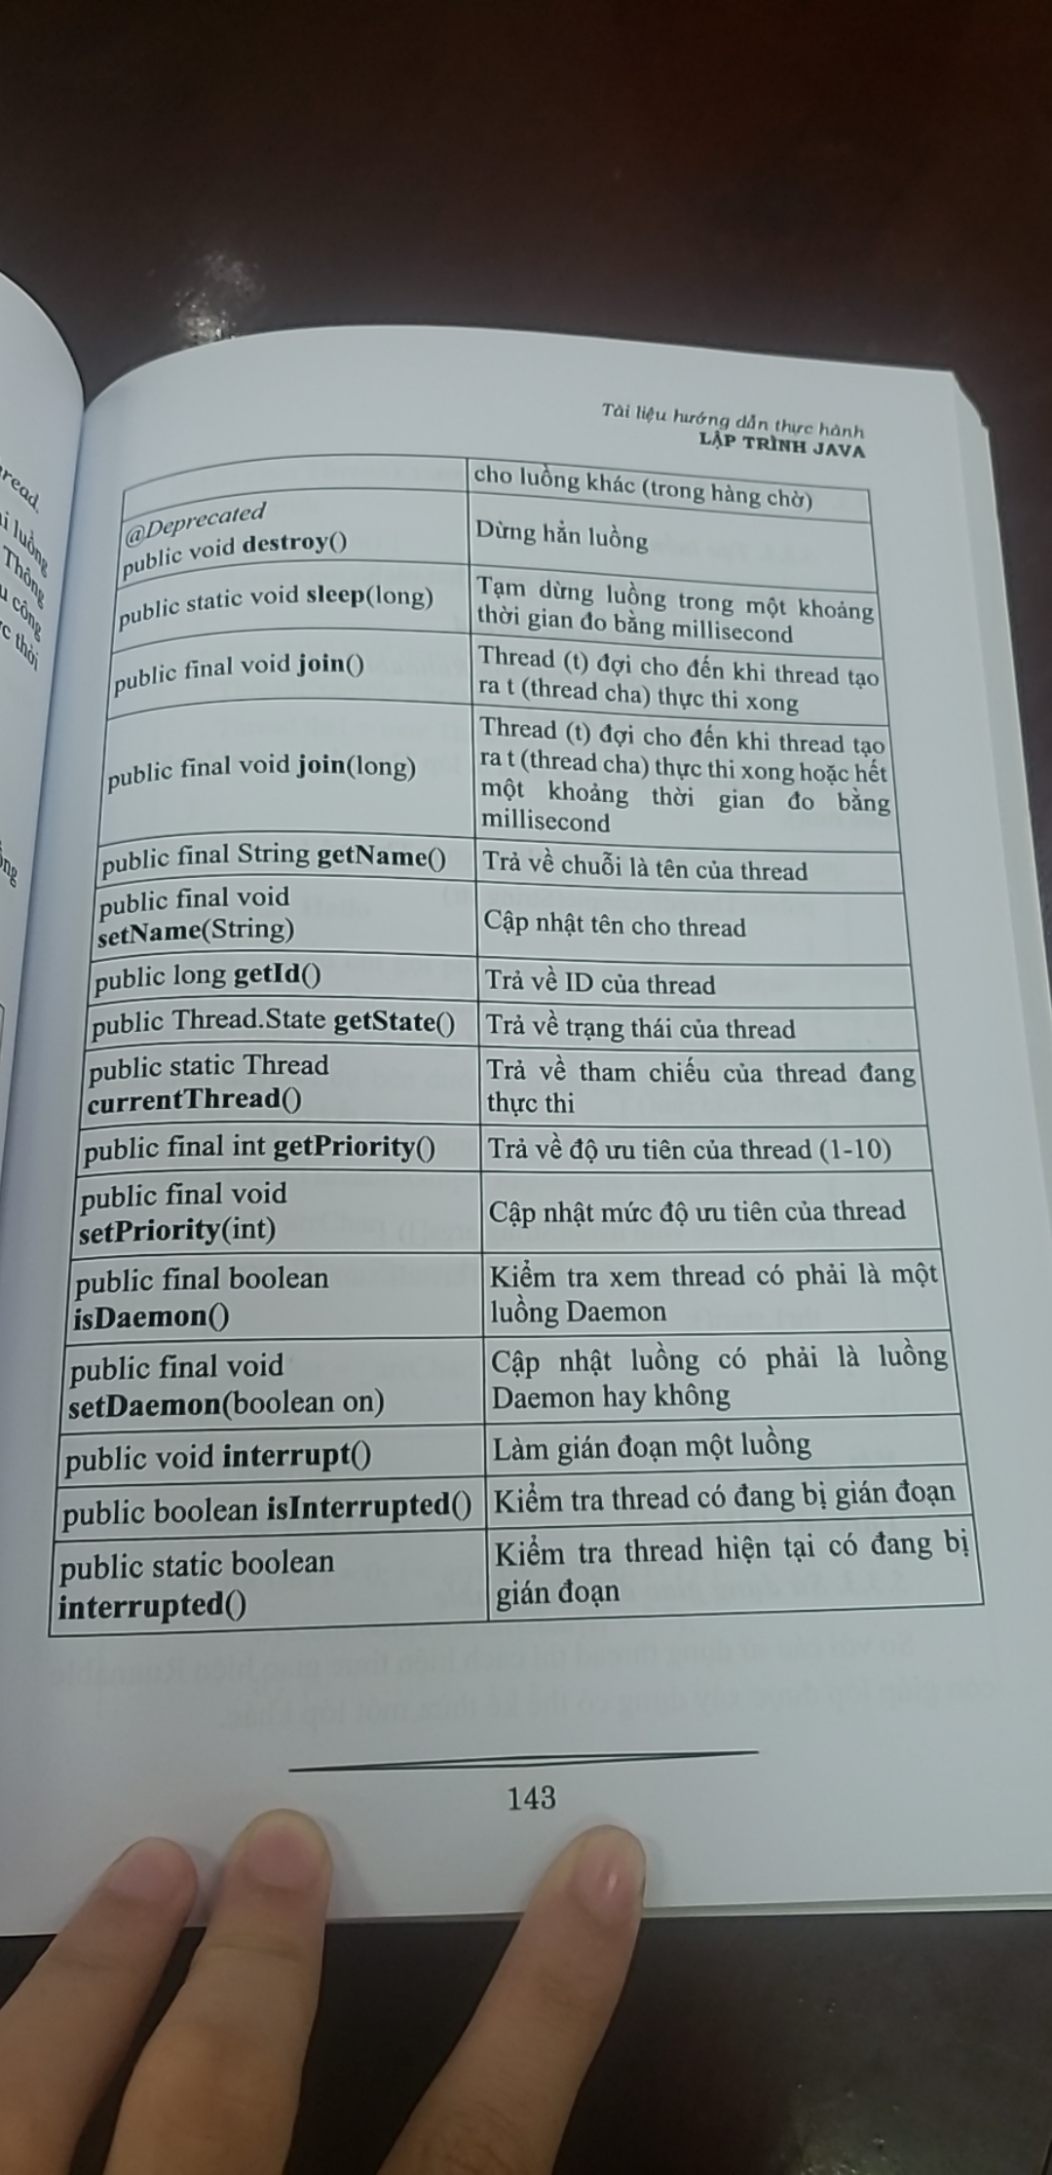 read.
Tài liệu hướng dẫn thực hành
LẬP TRÌNH JAVA
cho luồng khác (trong hàng chờ)
@Deprecated
public void destroy()
Dừng hẳn luồng
public static void sleep(long)
Tạm dừng luồng trong một khoảng
thời gian đo bằng millisecond
public final void join()
Thread (t) đợi cho đến khi thread tạo
ra t (thread cha) thực thi xong
public final void join(long)
Thread (t) đợi cho đến khi thread tạo
ra t (thread cha) thực thi xong hoặc hết
một khoảng thời gian đo bằng
millisecond
public final String getName()
Trả về chuỗi là tên của thread
public final void
setName(String)
Cập nhật tên cho thread
public long getId()
Trả về ID của thread
public Thread.State getState()
Trả về trạng thái của thread
public static Thread
currentThread()
Trả về tham chiếu của thread đang
thực thi
public final int getPriority()
Trả về độ ưu tiên của thread (1-10)
public final void
setPriority(int)
Cập nhật mức độ ưu tiên của thread
public final boolean
isDaemon()
Kiểm tra xem thread có phải là một
luồng Daemon
public final void
setDaemon(boolean on)
Cập nhật luồng có phải là luồng
Daemon hay không
public void interrupt()
Làm gián đoạn một luồng
public boolean isInterrupted()
Kiểm tra thread có đang bị gián đoạn
public static boolean
interrupted()
Kiểm tra thread hiện tại có đang bị
gián đoạn
143